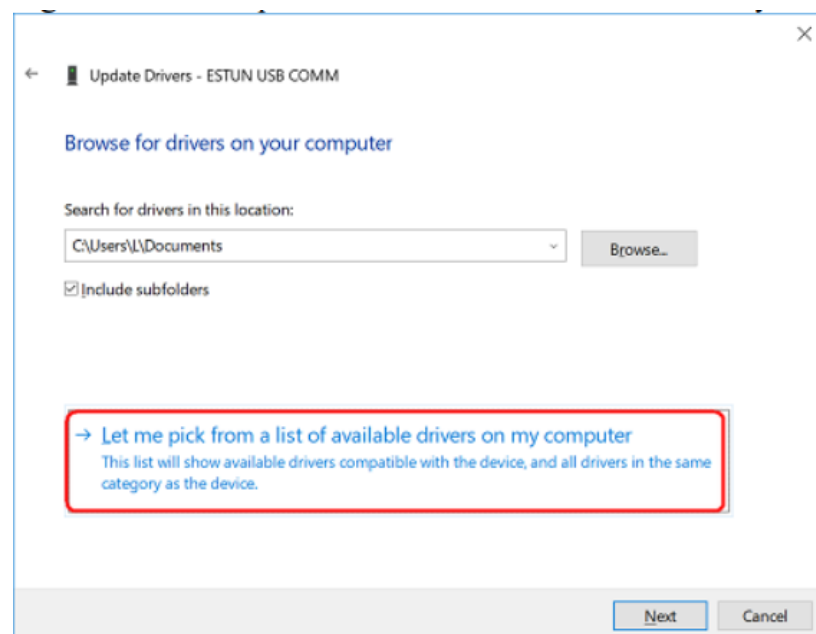 Update Drivers - ESTUN USB COMM
Browse for drivers on your computer
Search for drivers in this location:
C:\Users\L\Documents
Browse...
Include subfolders
→ Let me pick from a list of available drivers on my computer
This list will show available drivers compatible with the device, and all drivers in the same
category as the device.
Next
Cancel